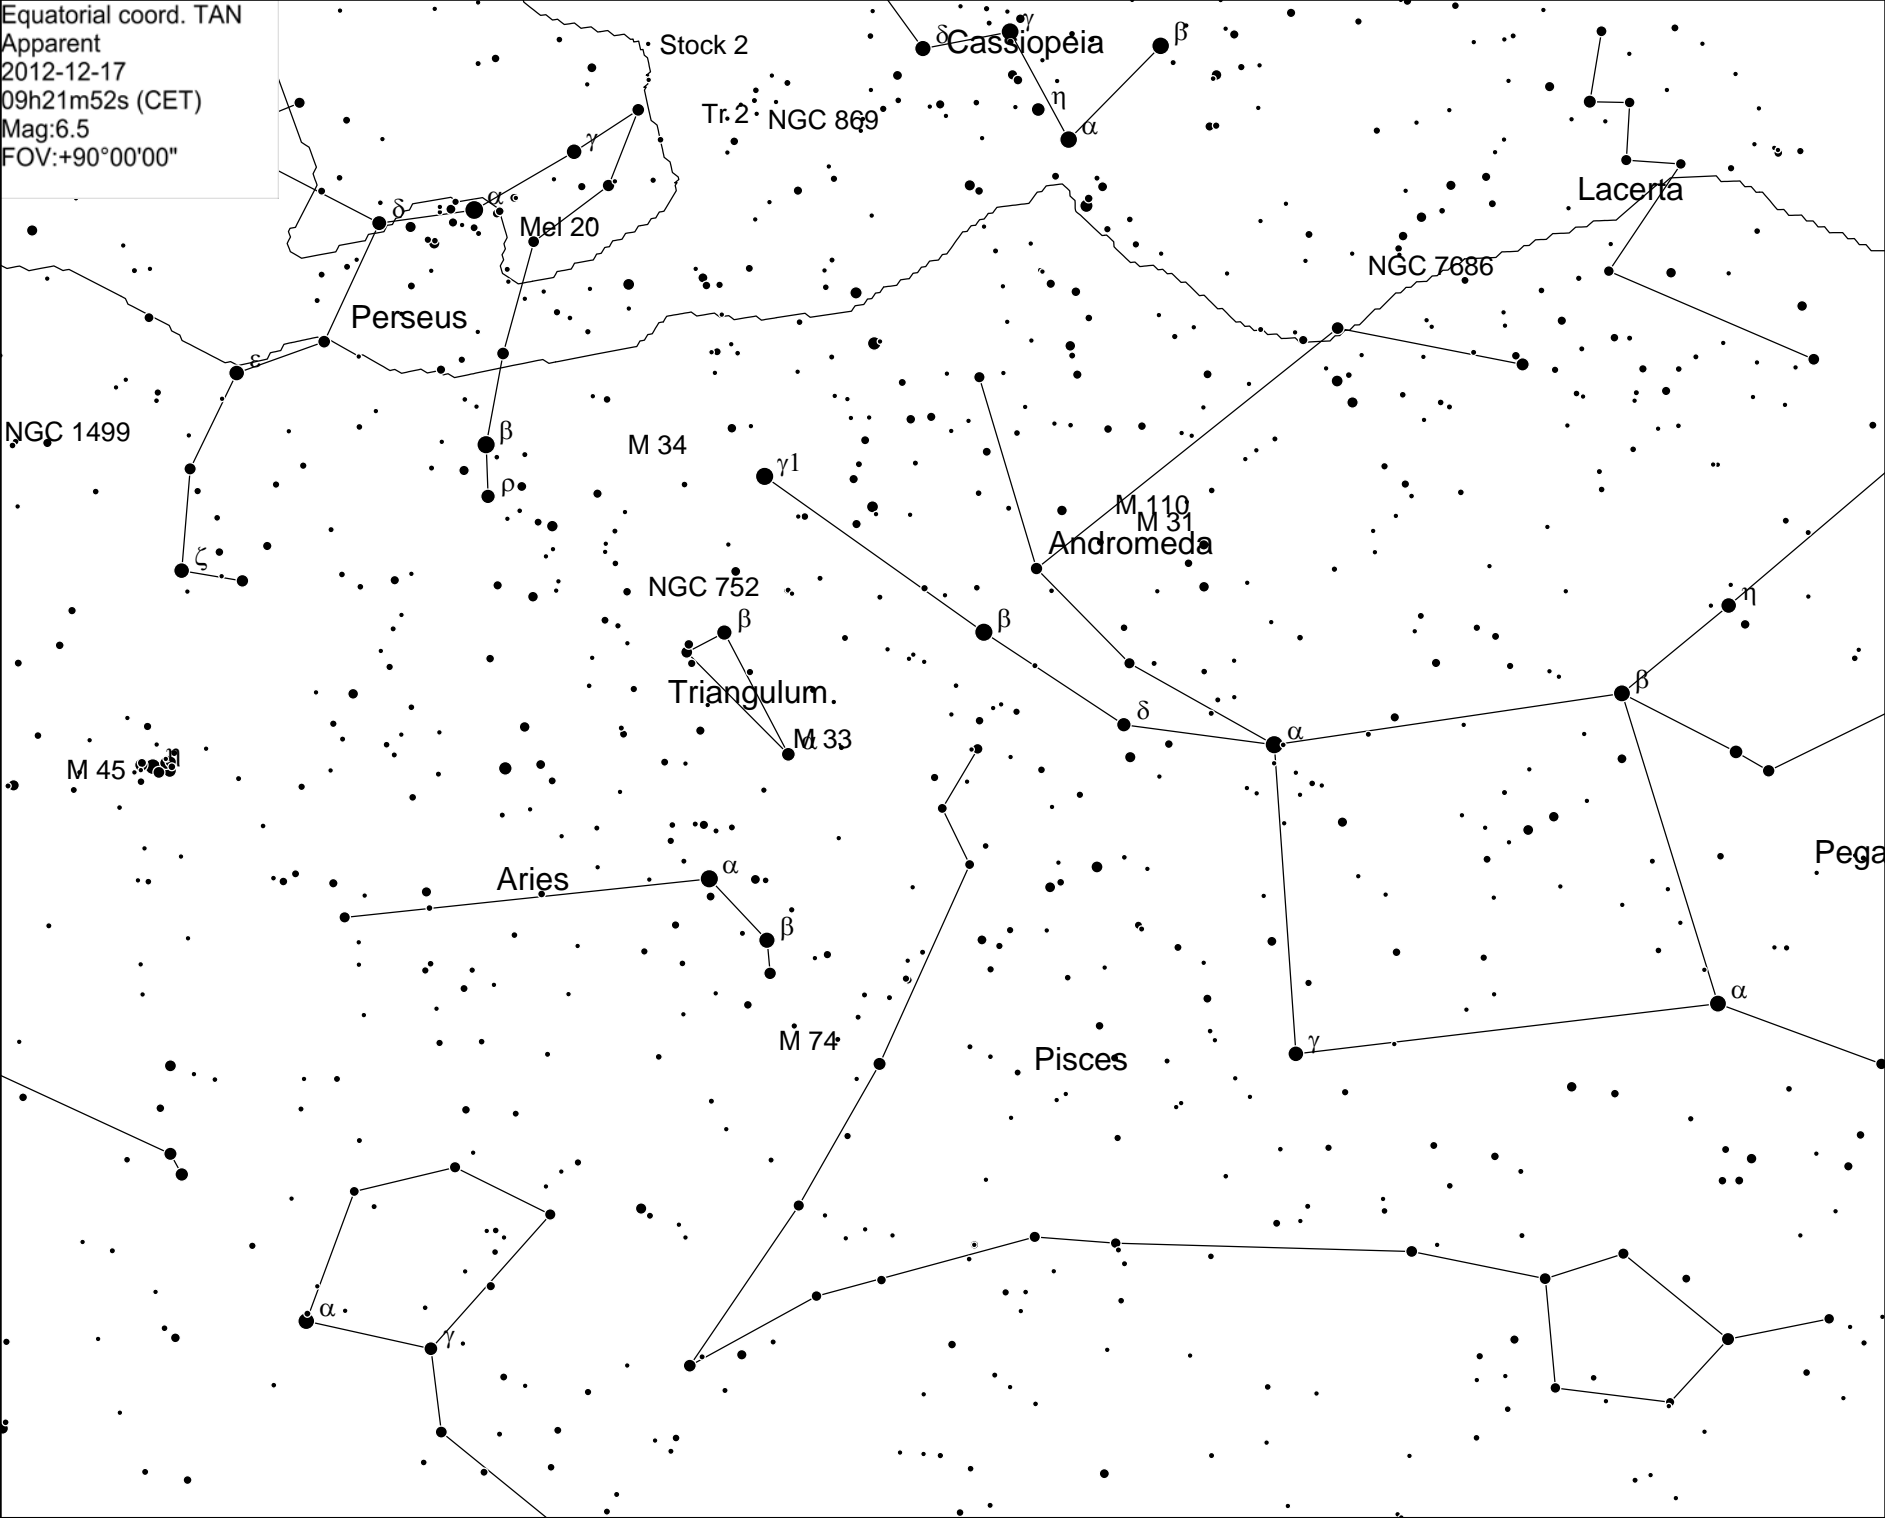 Equatorial coord. TAN
Apparent
2012-12-17
09h21m52s (CET)
Mag:6.5
FOV:+90°00'00"
γ
β
δ
Cassiopeia
Stock 2
η
Tr 2
NGC 869
α
γ
Lacerta
δ
α
Mel 20
NGC 7686
Perseus
ε
NGC 1499
β
M 34
γ1
ρ
M 110
M 31
Andromeda
ζ
NGC 752
η
β
β
β
Triangulum
δ
α
M 33
α
η
M 45
Pega
α
Aries
β
α
M 74
γ
Pisces
α
γ